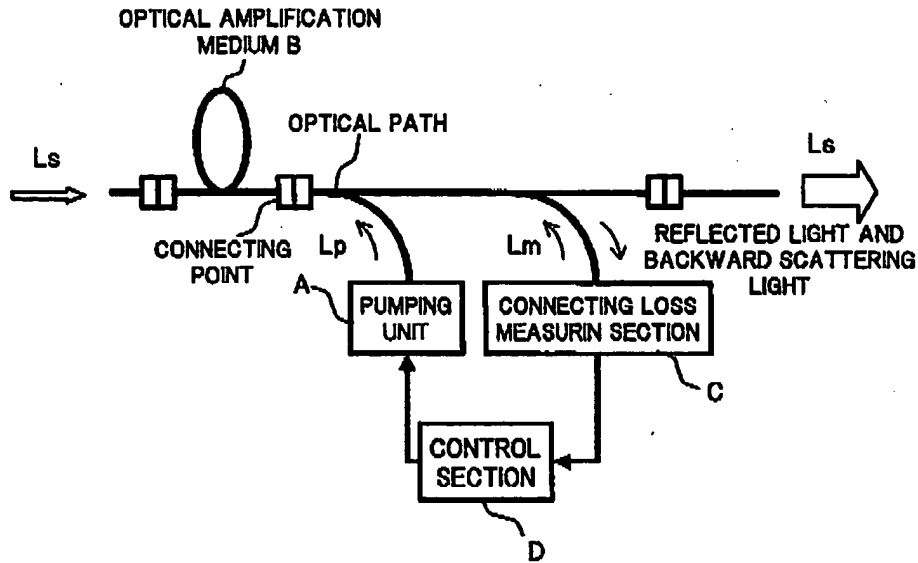 OPTICAL AMPLIFICATION
MEDIUM B
OPTICAL PATH
Ls
Ls
CONNECTING
POINT
Lp
Lm
REFLECTED LIGHT AND
BACKWARD SCATTERING
LIGHT
A
PUMPING
UNIT
CONNECTING LOSS
MEASURIN SECTION
C
CONTROL
SECTION
D